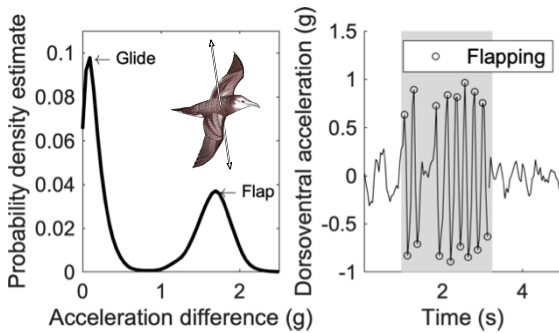 Probability density estimate
0.1
0.08
0.06
0.04
0.02
0
Glide
Flap
0 1 2
Acceleration difference (g)
Dorsoventral acceleration (g)
1.5
1
0.5
0
-0.5
-1
Flapping
2 4
Time (s)